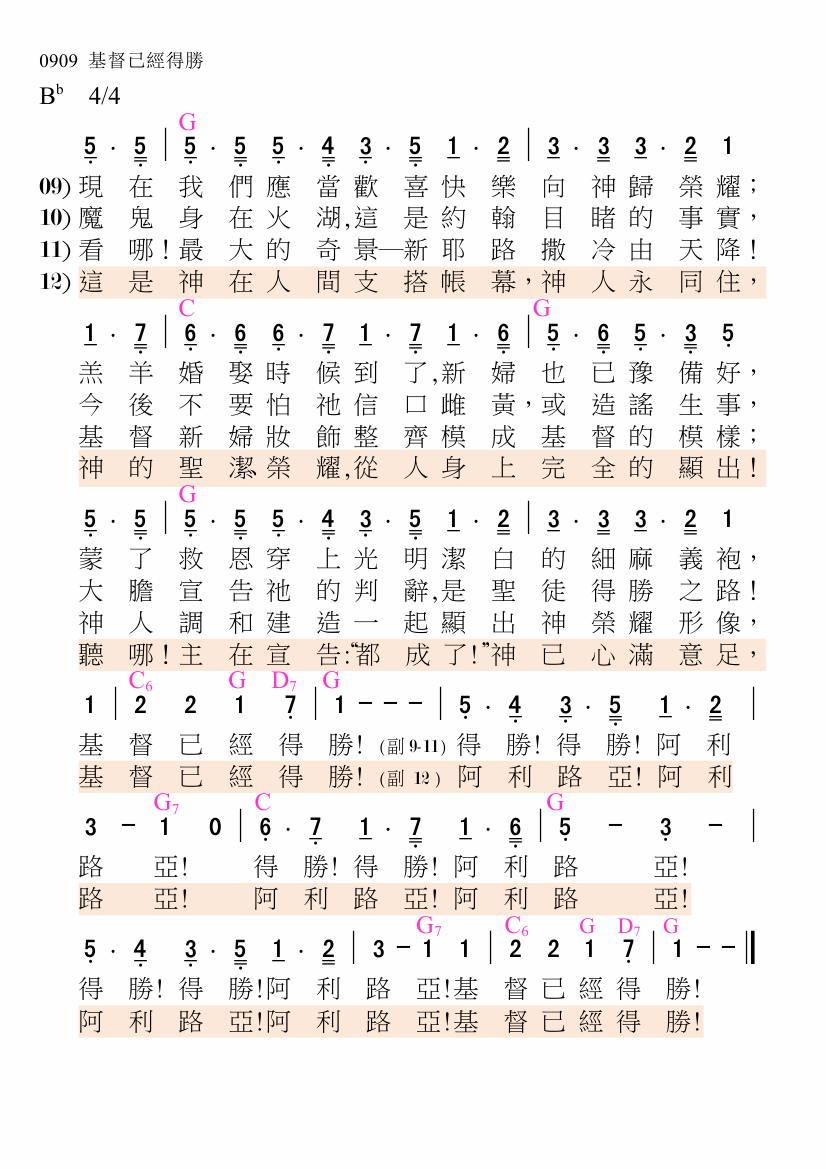 0909 基督已經得勝
Bb 4/4
G
5 · 5 | 5 · 5 5 · 4 3 · 5 1 · 2 | 3 · 3 3 · 2 1
09) 現在我們應當歡喜快樂向神歸榮耀;
10) 魔鬼身在火湖,這是約翰目睹的事實,
11) 看哪!最大的奇景—新耶路撒冷由天降!
12) 這是神在人間支搭帳幕,神人永同住,
C G
1 · 7 | 6 · 6 6 · 7 1 · 7 1 · 6 | 5 · 6 5 · 3 5
羔羊婚娶時候到了,新婦也已豫備好,
今後不要怕祂信口雌黃,或造謠生事,
基督新婦妝飾整齊模成基督的模樣;
神的聖潔、榮耀,從人身上完全的顯出!
G
5 · 5 | 5 · 5 5 · 4 3 · 5 1 · 2 | 3 · 3 3 · 2 1
蒙了救恩穿上光明潔白的細麻義袍,
大膽宣告祂的判辭,是聖徒得勝之路!
神人調和建造一起顯出神榮耀形像,
聽哪!主在宣告:“都成了!”神已心滿意足,
C6 G D7 G
1 | 2 2 1 7 | 1 - - - | 5 · 4 3 · 5 1 · 2 |
基督已經得勝! (副 9-11) 得勝!得勝!阿利
基督已經得勝! (副 12 ) 阿利路亞!阿利
G7 C G
3 - 1 0 | 6 · 7 1 · 7 1 · 6 | 5 - 3 - |
路亞! 得勝!得勝!阿利路亞!
路亞! 阿利路亞!阿利路亞!
G7 C6 G D7 G
5 · 4 3 · 5 1 · 2 | 3 - 1 1 | 2 2 1 7 | 1 - - ||
得勝!得勝!阿利路亞!基督已經得勝!
阿利路亞!阿利路亞!基督已經得勝!